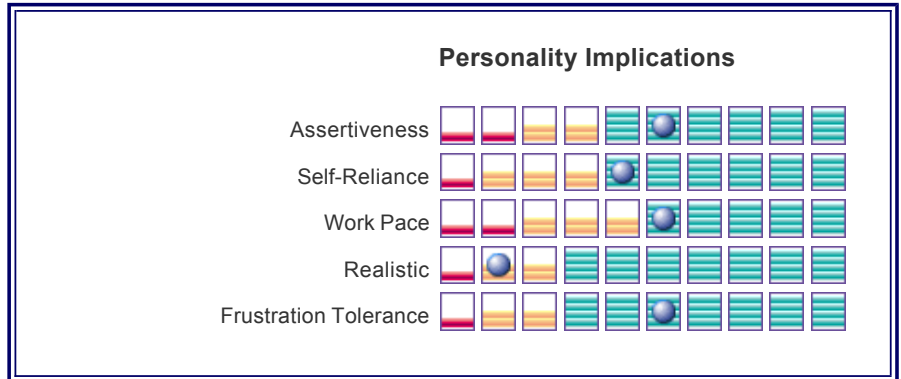 Personality Implications
Assertiveness
Self-Reliance
Work Pace
Realistic
Frustration Tolerance